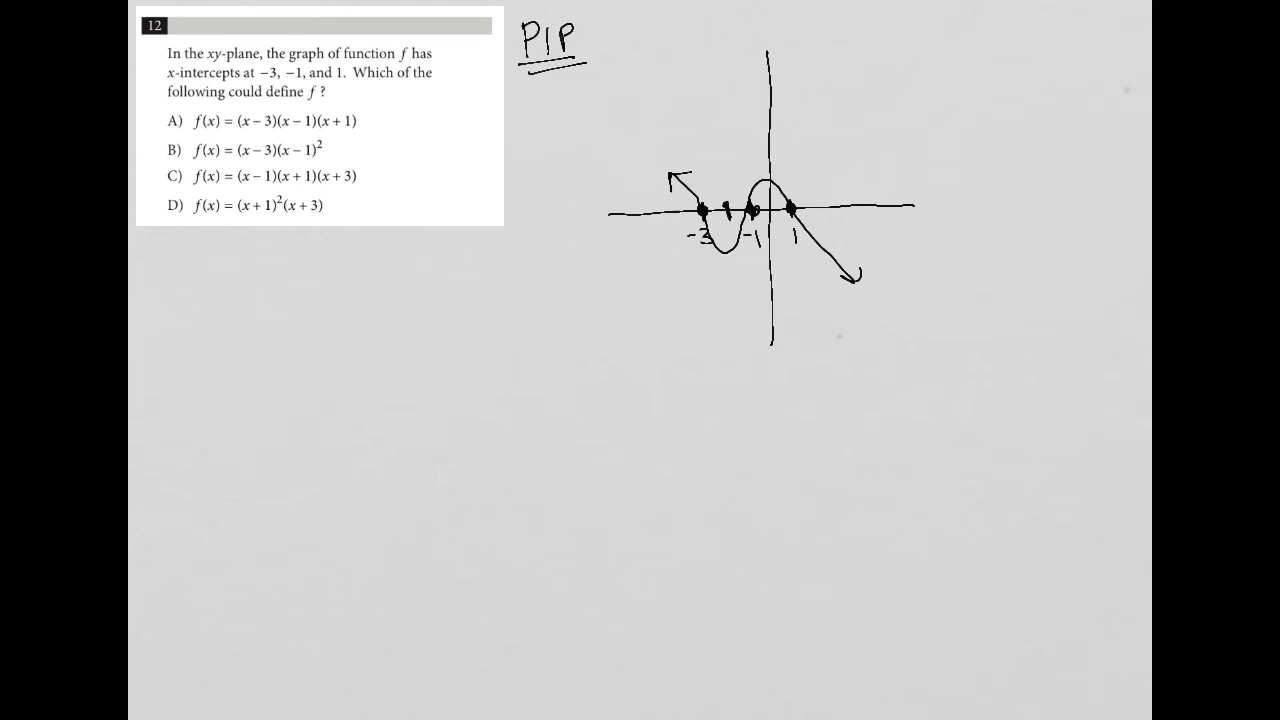 12
In the xy-plane, the graph of function f has
x-intercepts at −3, −1, and 1. Which of the
following could define f ?
A) f(x) = (x − 3)(x − 1)(x + 1)
B) f(x) = (x − 3)(x − 1)²
C) f(x) = (x − 1)(x + 1)(x + 3)
D) f(x) = (x + 1)²(x + 3)
PIP
-3 -1 1